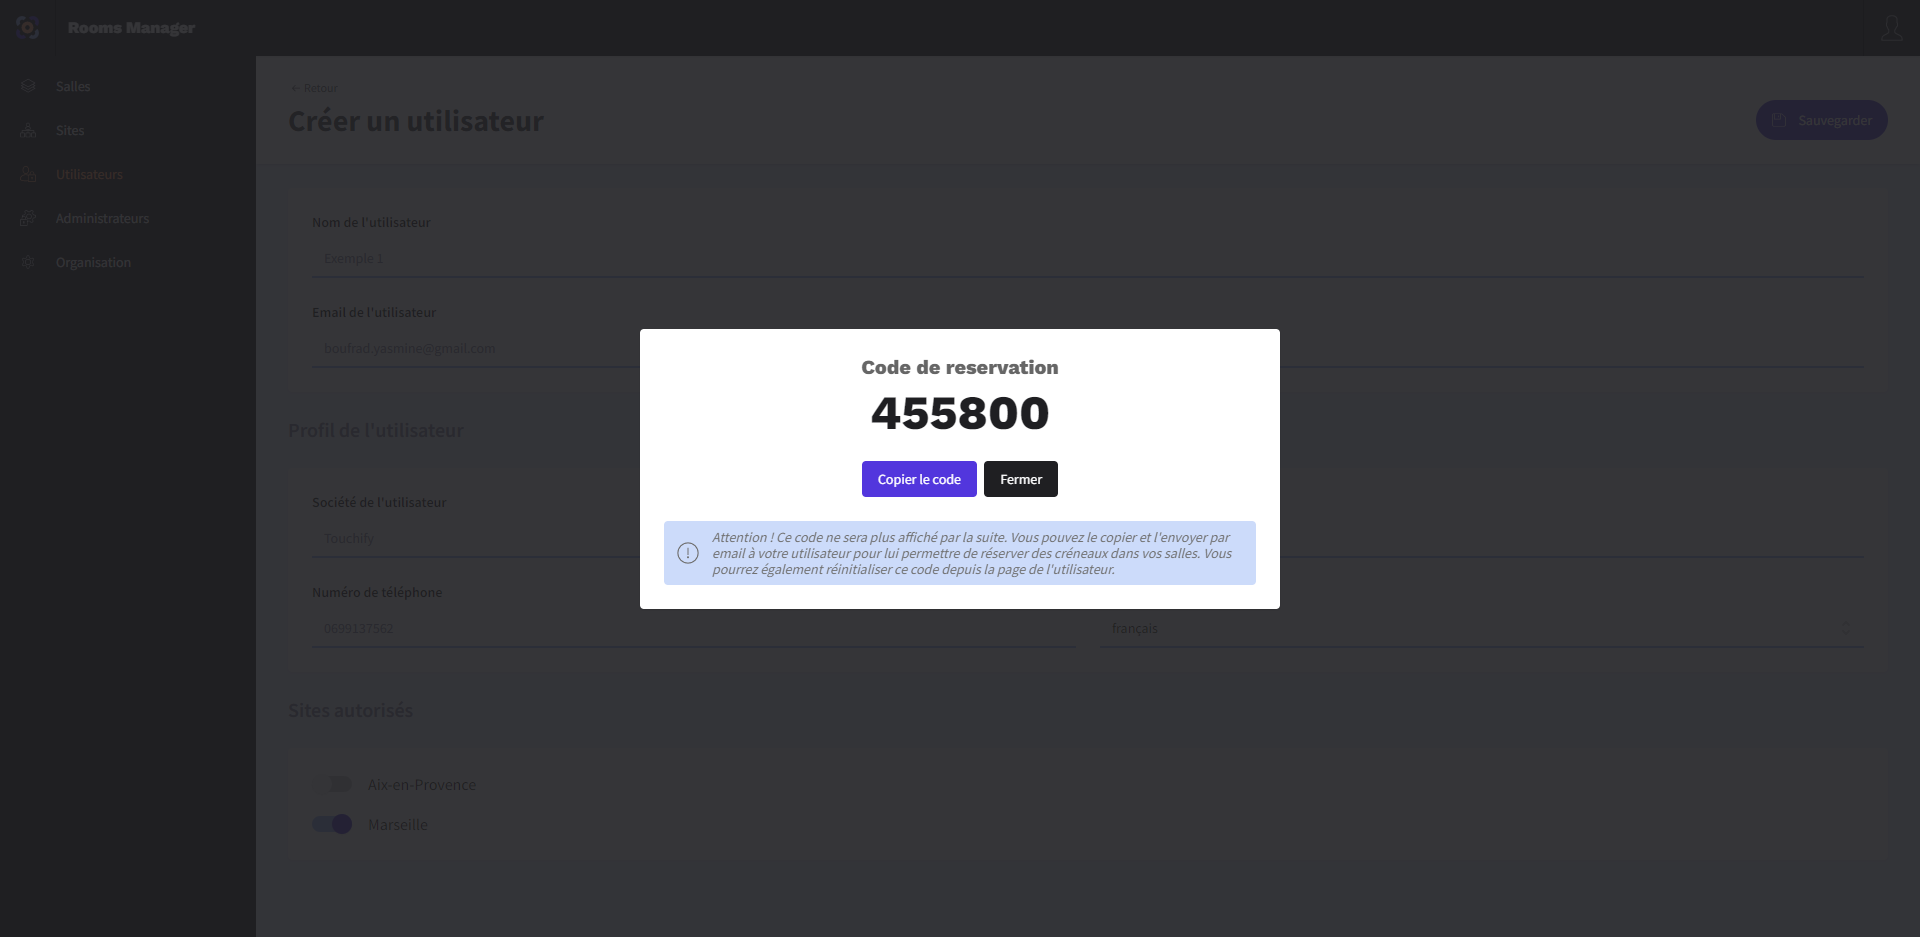 Rooms Manager
Salles
Sites
Utilisateurs
Administrateurs
Organisation
← Retour
Créer un utilisateur
Sauvegarder
Nom de l'utilisateur
Exemple 1
Email de l'utilisateur
boufrad.yasmine@gmail.com
Profil de l'utilisateur
Société de l'utilisateur
Touchify
Numéro de téléphone
0699137562
français
Sites autorisés
Aix-en-Provence
Marseille
Code de reservation
455800
Copier le code
Fermer
Attention ! Ce code ne sera plus affiché par la suite. Vous pouvez le copier et l'envoyer par
email à votre utilisateur pour lui permettre de réserver des créneaux dans vos salles. Vous
pourrez également réinitialiser ce code depuis la page de l'utilisateur.